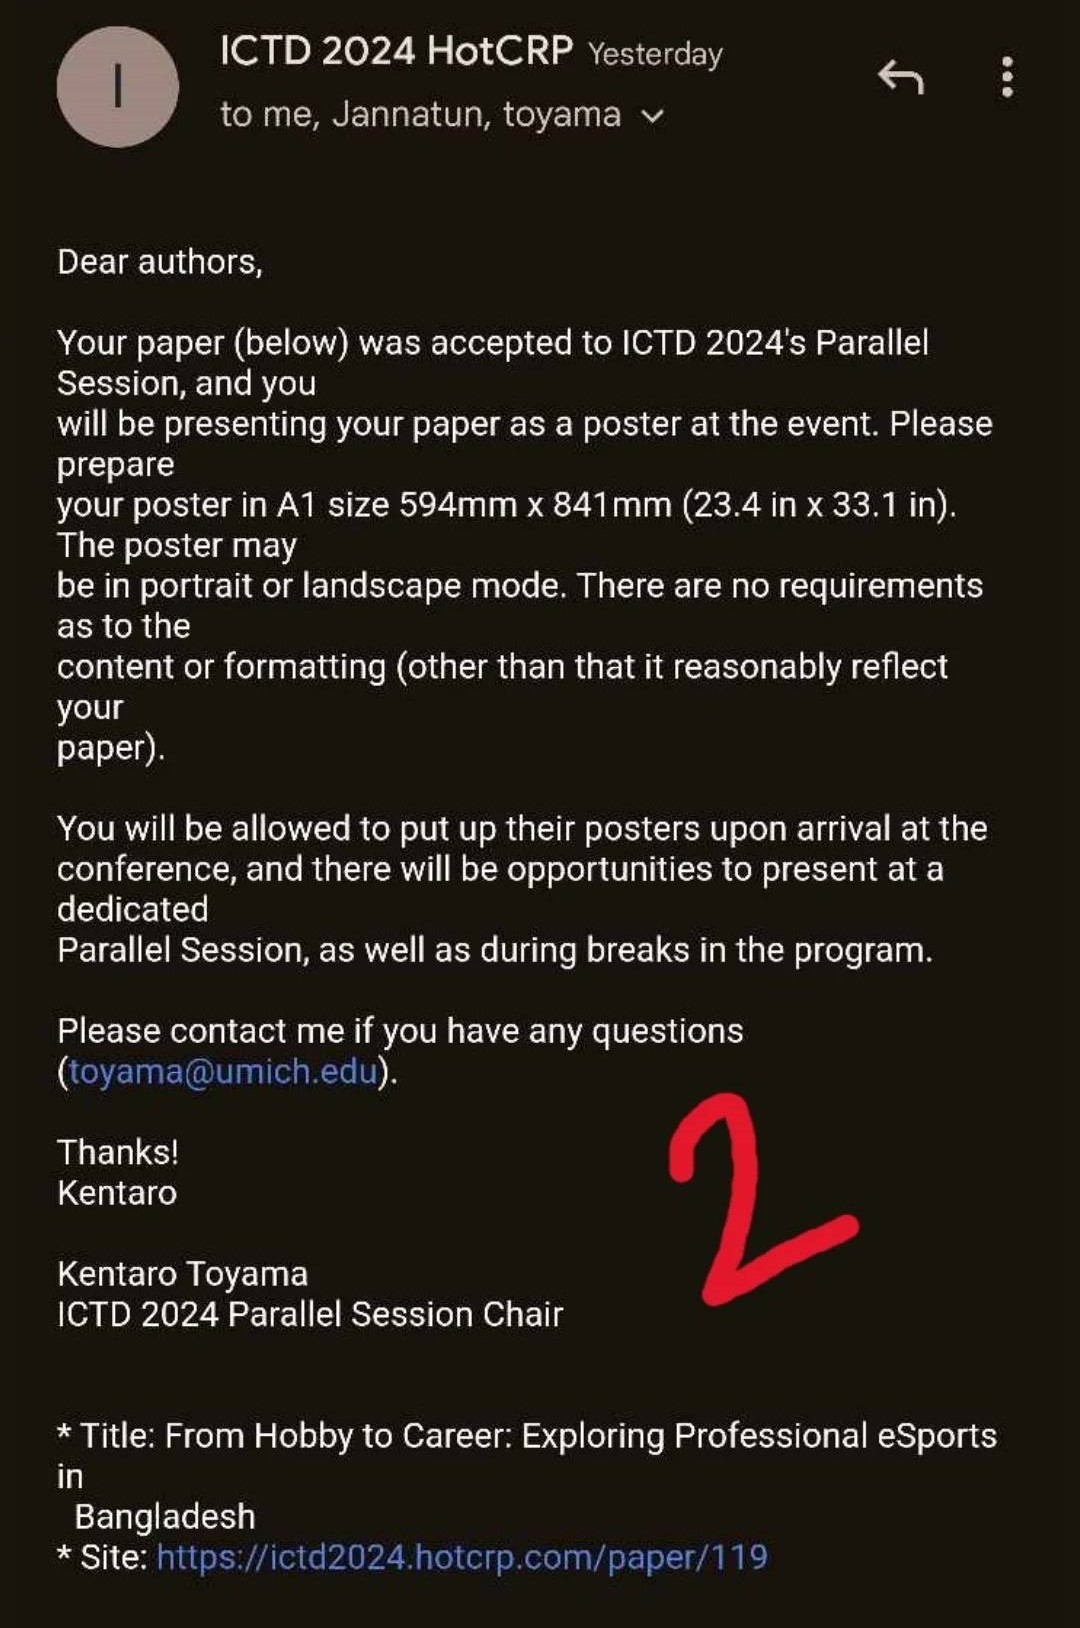 I
ICTD 2024 HotCRP Yesterday
to me, Jannatun, toyama
Dear authors,
Your paper (below) was accepted to ICTD 2024's Parallel
Session, and you
will be presenting your paper as a poster at the event. Please
prepare
your poster in A1 size 594mm x 841mm (23.4 in x 33.1 in).
The poster may
be in portrait or landscape mode. There are no requirements
as to the
content or formatting (other than that it reasonably reflect
your
paper).
You will be allowed to put up their posters upon arrival at the
conference, and there will be opportunities to present at a
dedicated
Parallel Session, as well as during breaks in the program.
Please contact me if you have any questions
(toyama@umich.edu).
Thanks!
Kentaro
2
Kentaro Toyama
ICTD 2024 Parallel Session Chair
* Title: From Hobby to Career: Exploring Professional eSports
in
Bangladesh
* Site: https://ictd2024.hotcrp.com/paper/119